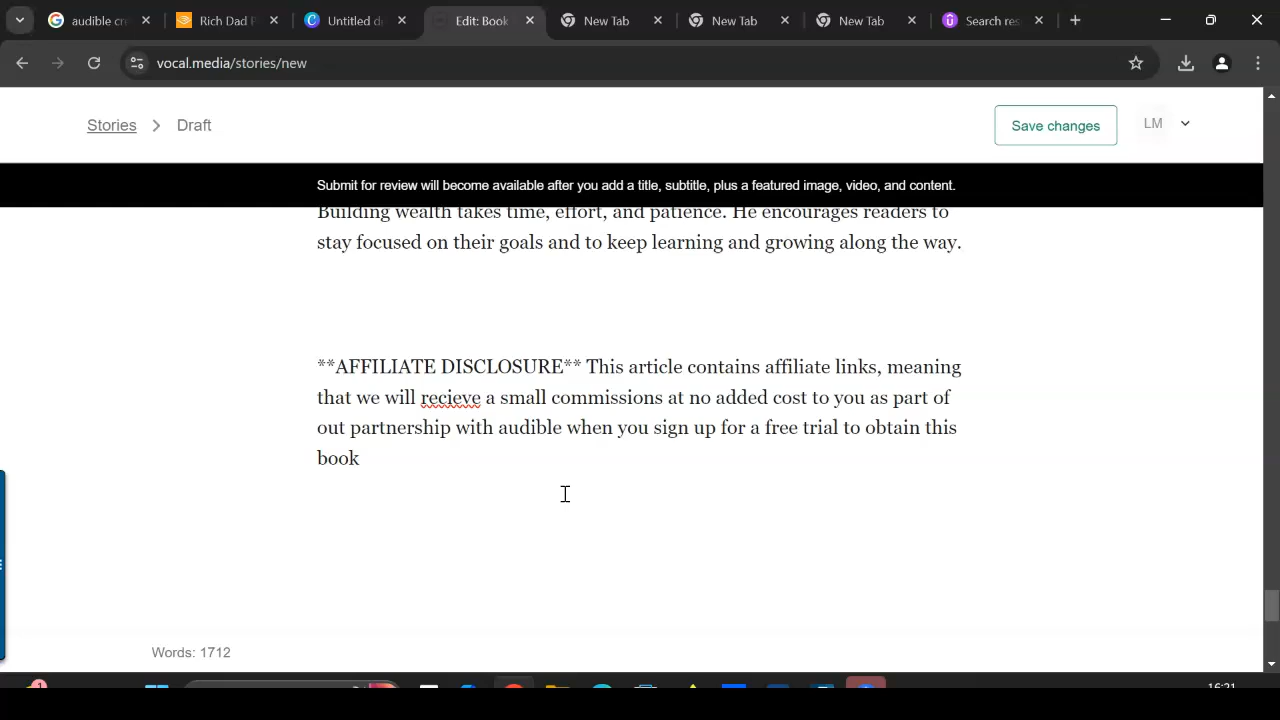 audible cr
Rich Dad P
Untitled d
Edit: Book
New Tab
New Tab
New Tab
Search res
vocal.media/stories/new
Stories > Draft
Save changes
LM
Submit for review will become available after you add a title, subtitle, plus a featured image, video, and content.
Building wealth takes time, effort, and patience. He encourages readers to
stay focused on their goals and to keep learning and growing along the way.
**AFFILIATE DISCLOSURE** This article contains affiliate links, meaning
that we will recieve a small commissions at no added cost to you as part of
out partnership with audible when you sign up for a free trial to obtain this
book
Words: 1712
1
16:21